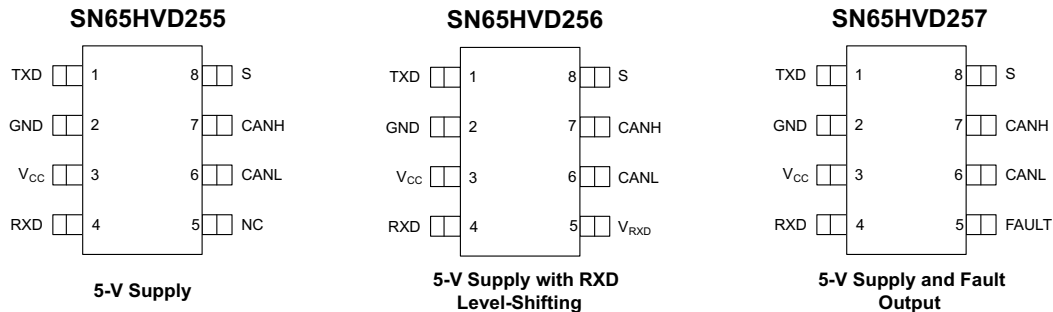 SN65HVD255
TXD 1 8 S
GND 2 7 CANH
VCC 3 6 CANL
RXD 4 5 NC
5-V Supply
SN65HVD256
TXD 1 8 S
GND 2 7 CANH
VCC 3 6 CANL
RXD 4 5 VRXD
5-V Supply with RXD
Level-Shifting
SN65HVD257
TXD 1 8 S
GND 2 7 CANH
VCC 3 6 CANL
RXD 4 5 FAULT
5-V Supply and Fault
Output